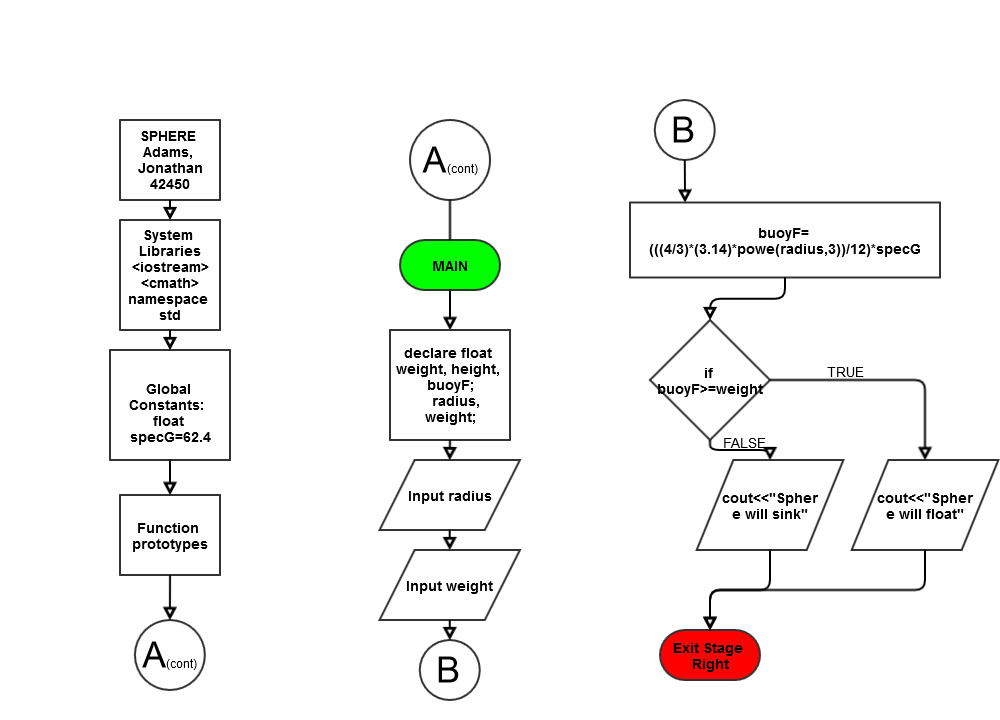 SPHERE
Adams,
Jonathan
42450
System
Libraries
<iostream>
<cmath>
namespace
std
Global
Constants:
float
specG=62.4
Function
prototypes
A(cont)
A(cont)
MAIN
declare float
weight, height,
buoyF;
radius,
weight;
Input radius
Input weight
B
B
buoyF=
(((4/3)*(3.14)*powe(radius,3))/12)*specG
if
buoyF>=weight
TRUE
FALSE
cout<<"Spher
e will sink"
cout<<"Spher
e will float"
Exit Stage
Right